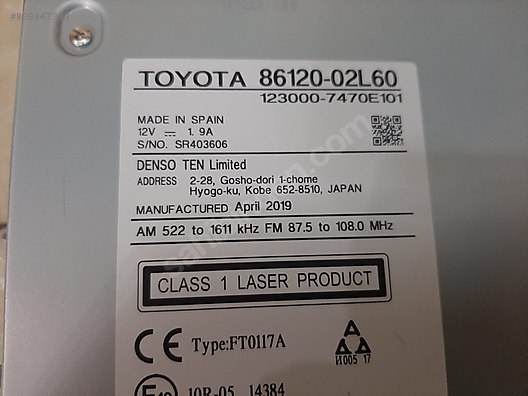 TOYOTA 86120-02L60
123000-7470E101
MADE IN SPAIN
12V ⎓ 1. 9A
S/NO. SR403606
DENSO TEN Limited
ADDRESS 2-28, Gosho-dori 1-chome
Hyogo-ku, Kobe 652-8510, JAPAN
MANUFACTURED April 2019
AM 522 to 1611 kHz FM 87.5 to 108.0 MHz
CLASS 1 LASER PRODUCT
CE Type:FT0117A
И005 17
10R-05 14384